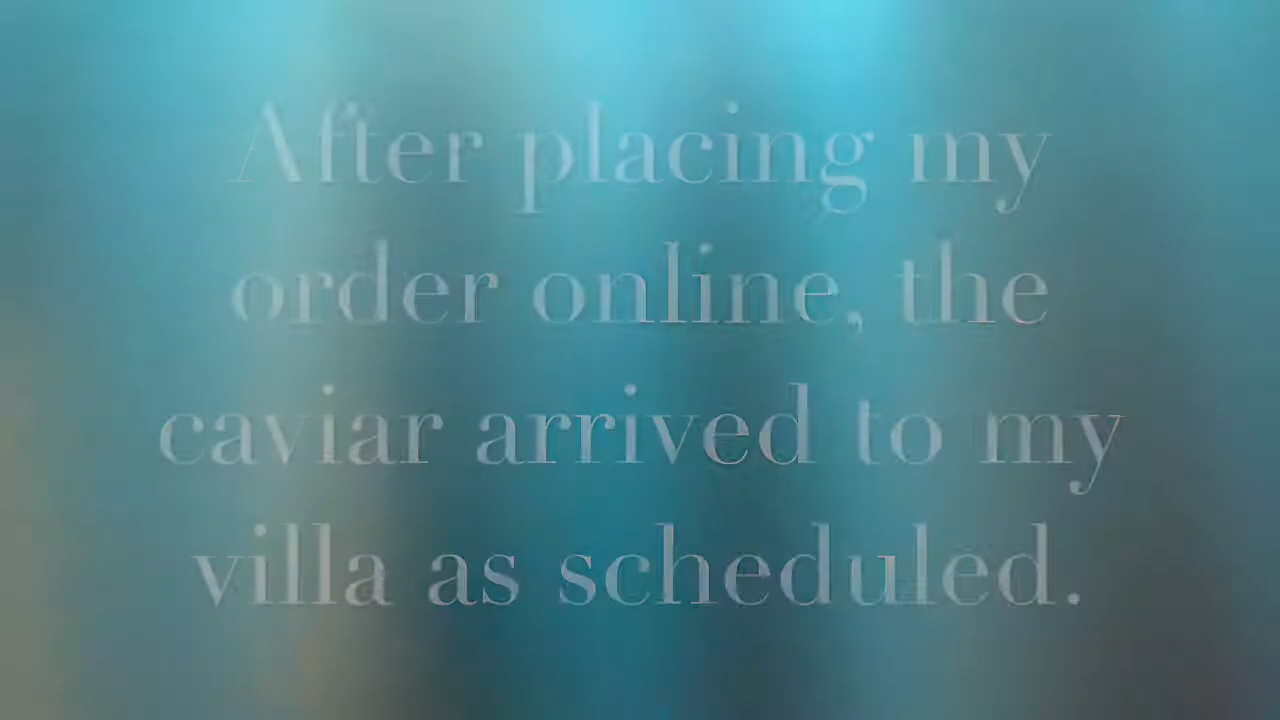 After placing my
order online, the
caviar arrived to my
villa as scheduled.